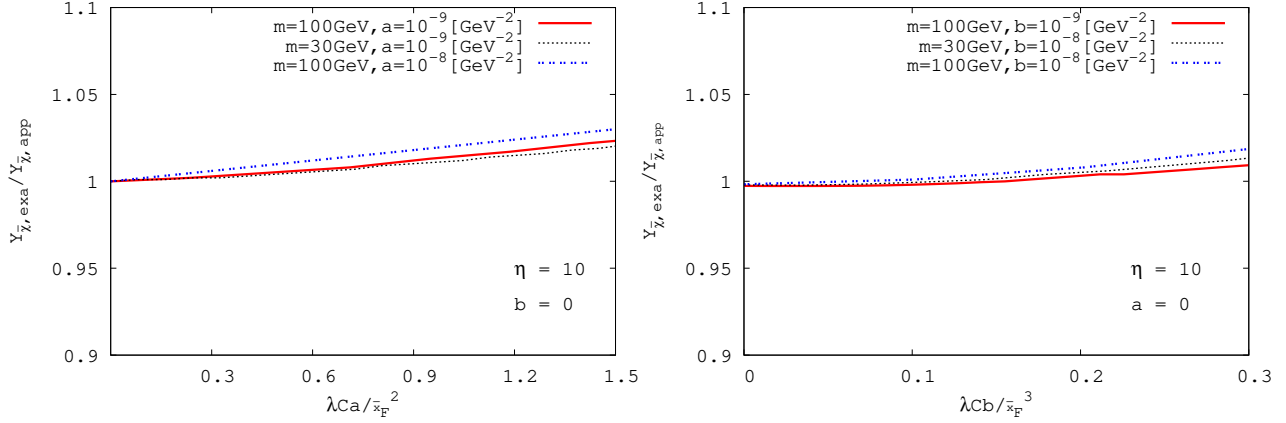 1.1
1.05
1
0.95
0.9
Y_χ̄,exa/Y_χ̄,app
m=100GeV,a=10⁻⁹[GeV⁻²]
m=30GeV,a=10⁻⁹[GeV⁻²]
m=100GeV,a=10⁻⁸[GeV⁻²]
η = 10
b = 0
0.3 0.6 0.9 1.2 1.5
λCa/x̄_F²
1.1
1.05
1
0.95
0.9
Y_χ̄,exa/Y_χ̄,app
m=100GeV,b=10⁻⁹[GeV⁻²]
m=30GeV,b=10⁻⁸[GeV⁻²]
m=100GeV,b=10⁻⁸[GeV⁻²]
η = 10
a = 0
0 0.1 0.2 0.3
λCb/x̄_F³